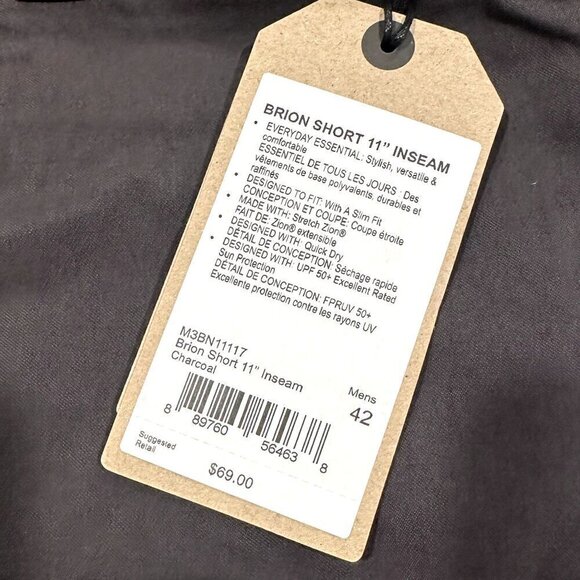 BRION SHORT 11” INSEAM
• EVERYDAY ESSENTIAL: Stylish, versatile &
comfortable
ESSENTIEL DE TOUS LES JOURS : Des
vêtements de base polyvalents, durables et
raffinés
• DESIGNED TO FIT: With A Slim Fit
CONCEPTION ET COUPE: Coupe étroite
• MADE WITH: Stretch Zion®
FAIT DE: Zion® extensible
• DESIGNED WITH: Quick Dry
DÉTAIL DE CONCEPTION: Séchage rapide
• DESIGNED WITH: UPF 50+ Excellent Rated
Sun Protection
DÉTAIL DE CONCEPTION: FPRUV 50+
Excellente protection contre les rayons UV
M3BN11117
Brion Short 11” Inseam
Charcoal
Mens
42
8 89760 56463 8
Suggested
Retail
$69.00